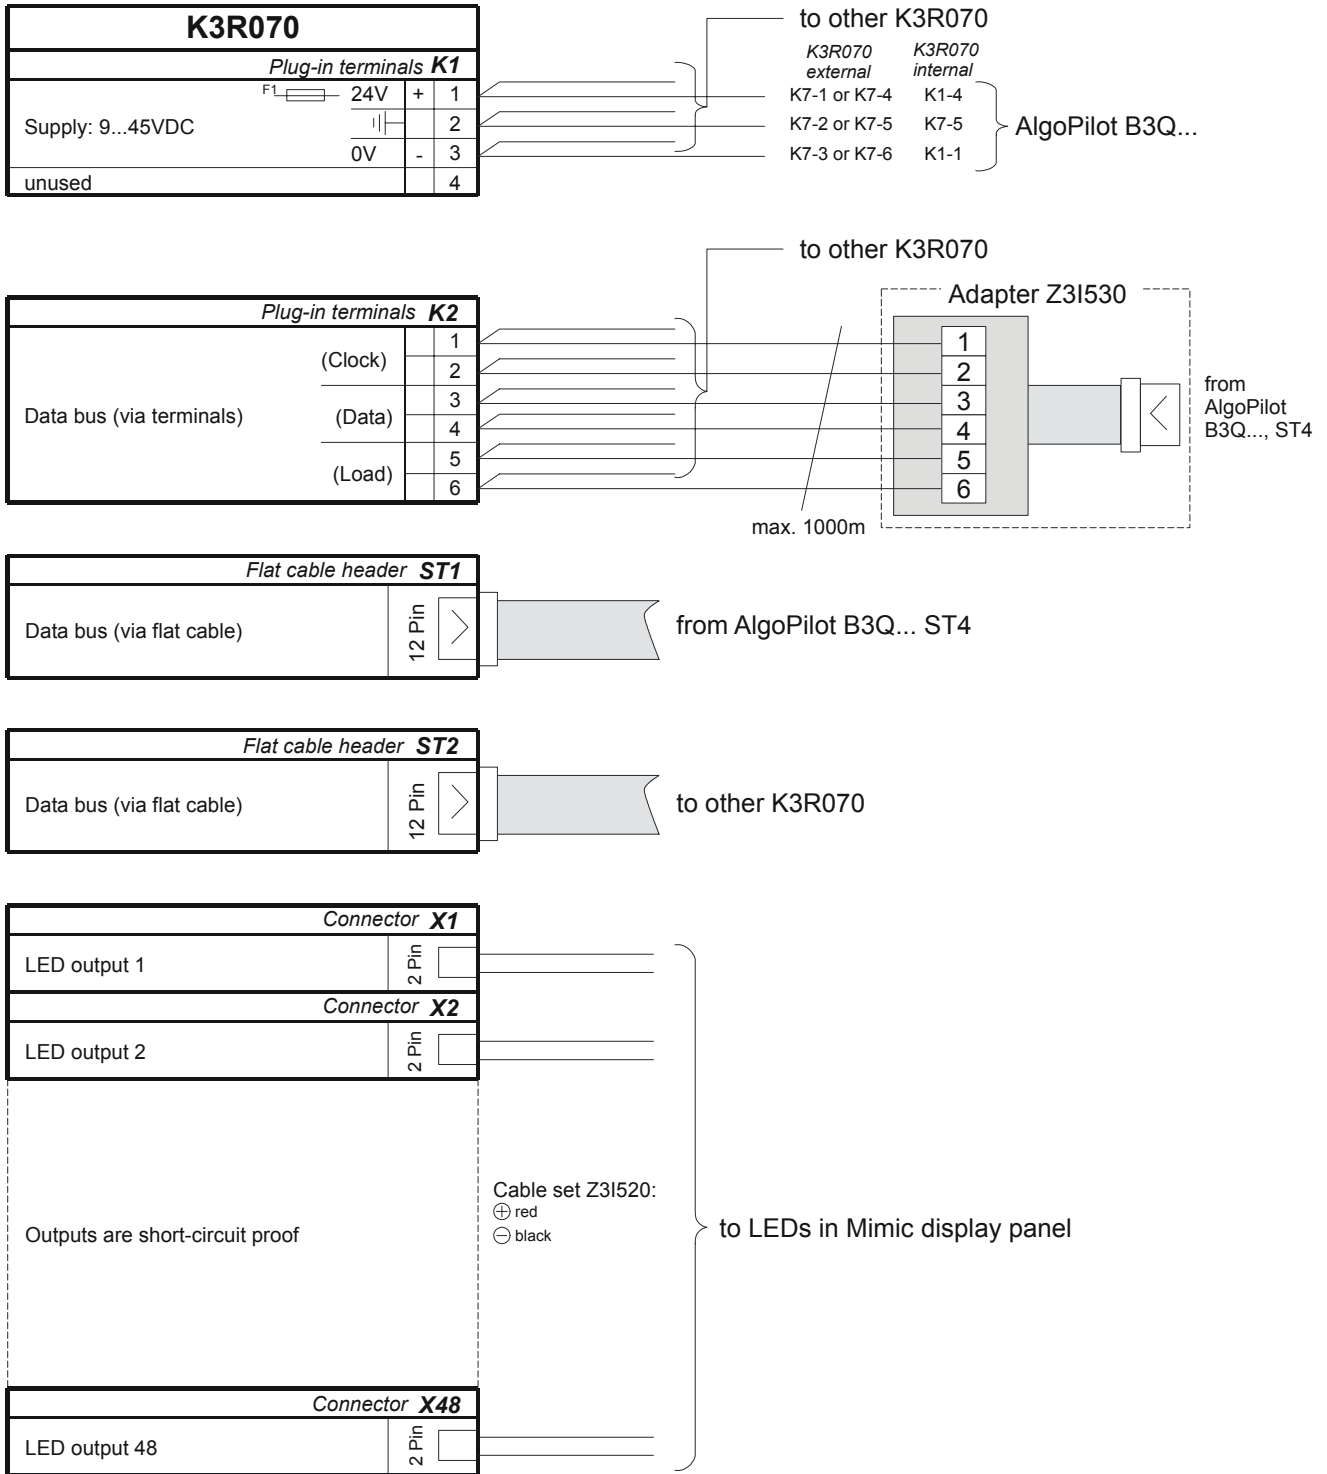 K3R070
Plug-in terminals K1
F1 24V + 1
Supply: 9...45VDC
2
0V - 3
unused 4
to other K3R070
K3R070 external
K3R070 internal
K7-1 or K7-4 K1-4
K7-2 or K7-5 K7-5
K7-3 or K7-6 K1-1
AlgoPilot B3Q...
to other K3R070
Plug-in terminals K2
Data bus (via terminals)
(Clock)
1
2
(Data)
3
4
(Load)
5
6
max. 1000m
Adapter Z3I530
1
2
3
4
5
6
from
AlgoPilot
B3Q..., ST4
Flat cable header ST1
Data bus (via flat cable)
12 Pin
from AlgoPilot B3Q... ST4
Flat cable header ST2
Data bus (via flat cable)
12 Pin
to other K3R070
Connector X1
LED output 1
2 Pin
Connector X2
LED output 2
2 Pin
Outputs are short-circuit proof
Cable set Z3I520:
⊕ red
⊖ black
to LEDs in Mimic display panel
Connector X48
LED output 48
2 Pin